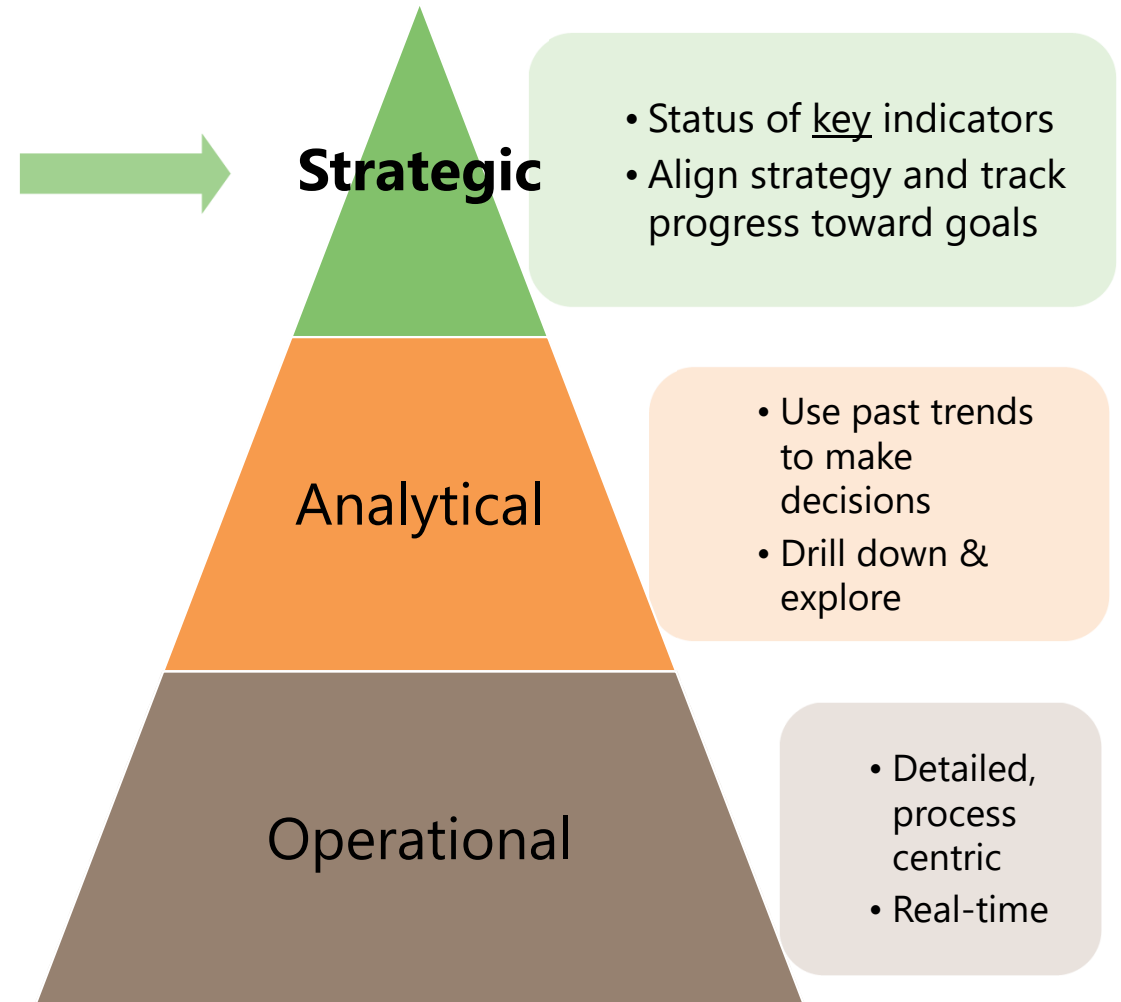 Strategic
• Status of key indicators
• Align strategy and track
progress toward goals
Analytical
• Use past trends
to make
decisions
• Drill down &
explore
Operational
• Detailed,
process
centric
• Real-time